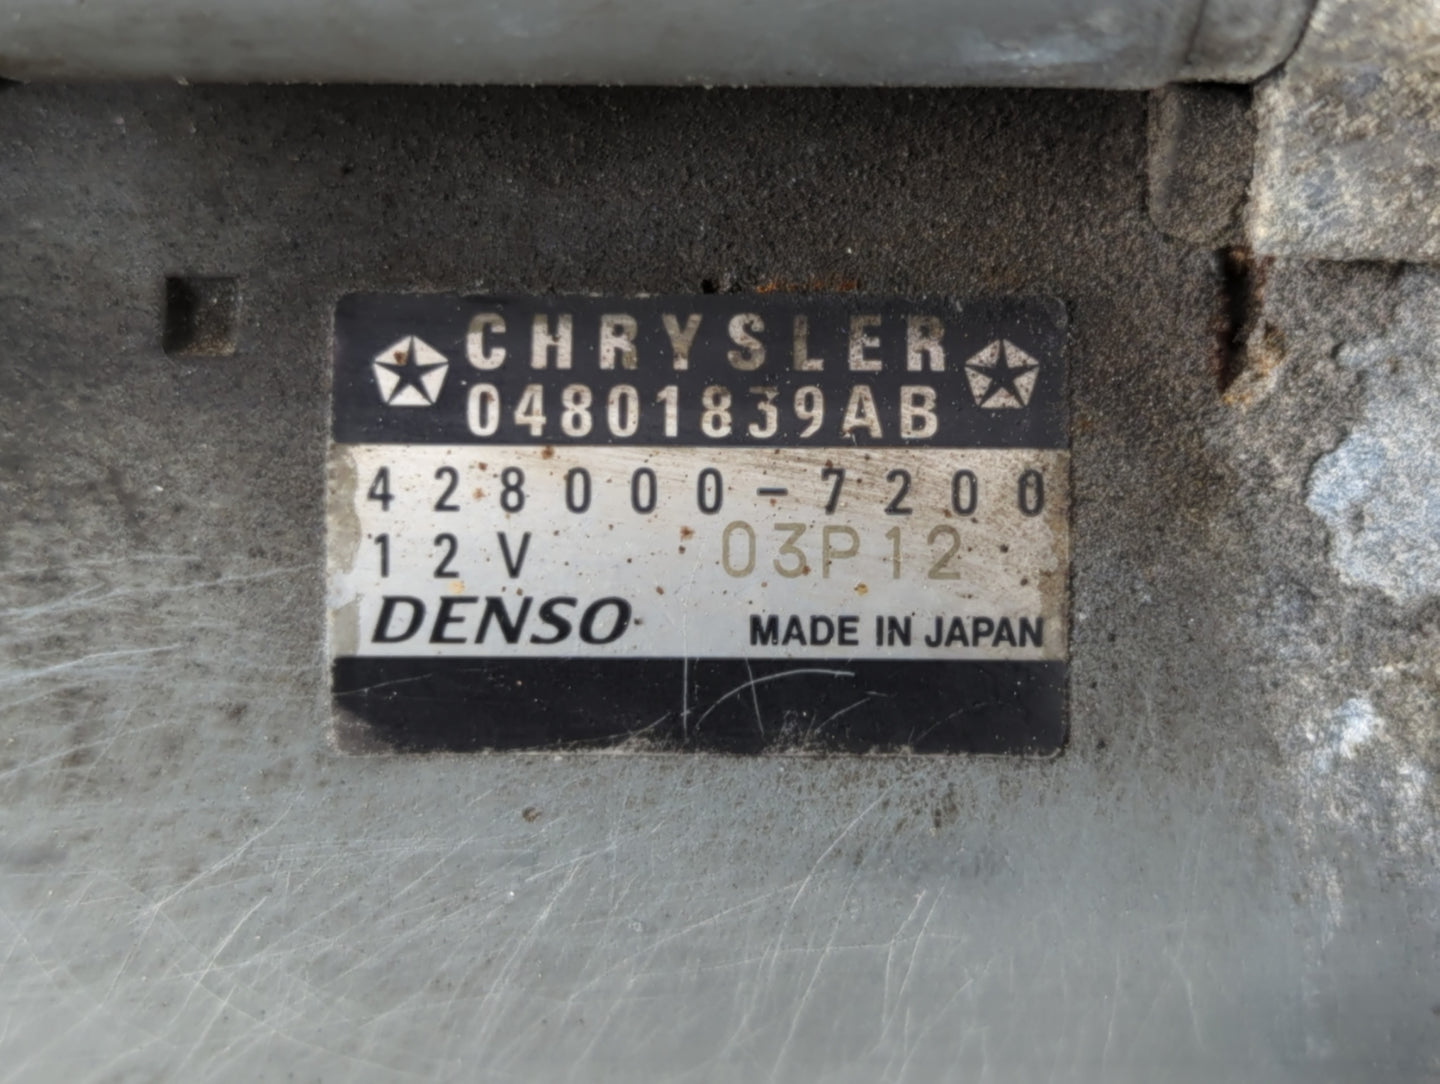 CHRYSLER
04801839AB
428000-7200
12V 03P12
DENSO MADE IN JAPAN